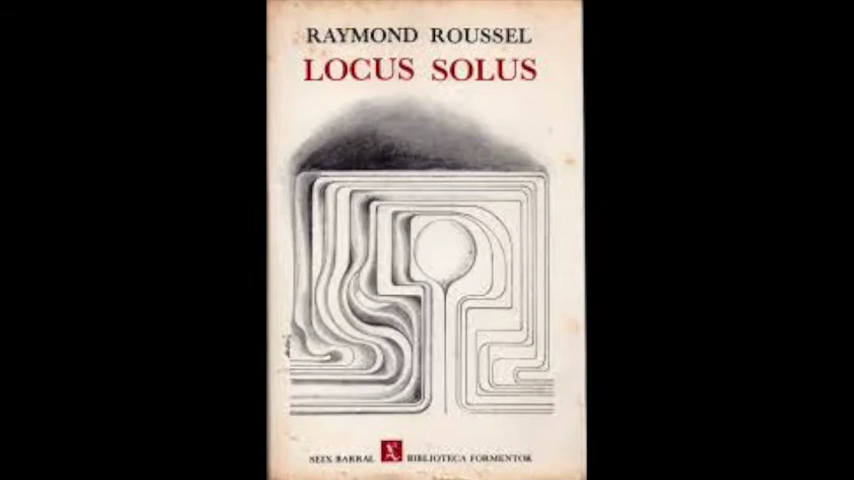 RAYMOND ROUSSEL
LOCUS SOLUS
SEIX BARRAL BIBLIOTECA FORMENTOR